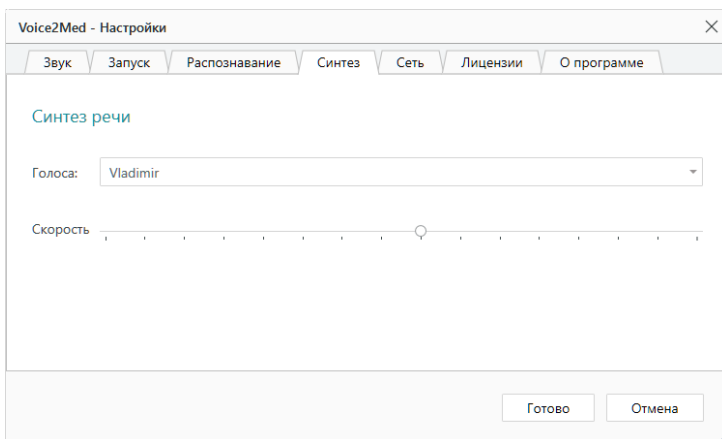 Voice2Med - Настройки
Звук Запуск Распознавание Синтез Сеть Лицензии О программе
Синтез речи
Голоса: Vladimir
Скорость
Готово Отмена